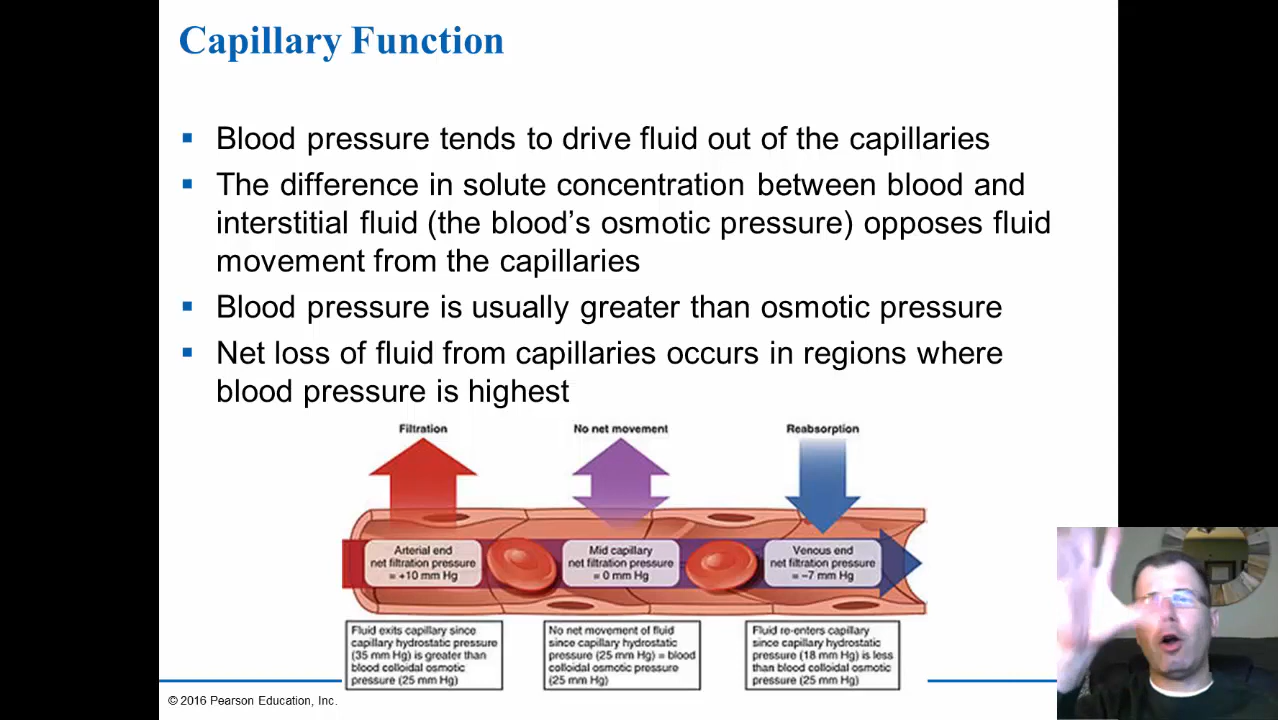 Capillary Function
Blood pressure tends to drive fluid out of the capillaries
The difference in solute concentration between blood and
interstitial fluid (the blood's osmotic pressure) opposes fluid
movement from the capillaries
Blood pressure is usually greater than osmotic pressure
Net loss of fluid from capillaries occurs in regions where
blood pressure is highest
Filtration
No net movement
Reabsorption
Arterial end
net filtration pressure
= +10 mm Hg
Mid capillary
net filtration pressure
= 0 mm Hg
Venous end
net filtration pressure
= –7 mm Hg
Fluid exits capillary since
capillary hydrostatic pressure
(35 mm Hg) is greater than
blood colloidal osmotic
pressure (25 mm Hg)
No net movement of fluid
since capillary hydrostatic
pressure (25 mm Hg) = blood
colloidal osmotic pressure
(25 mm Hg)
Fluid re-enters capillary
since capillary hydrostatic
pressure (18 mm Hg) is less
than blood colloidal osmotic
pressure (25 mm Hg)
© 2016 Pearson Education, Inc.